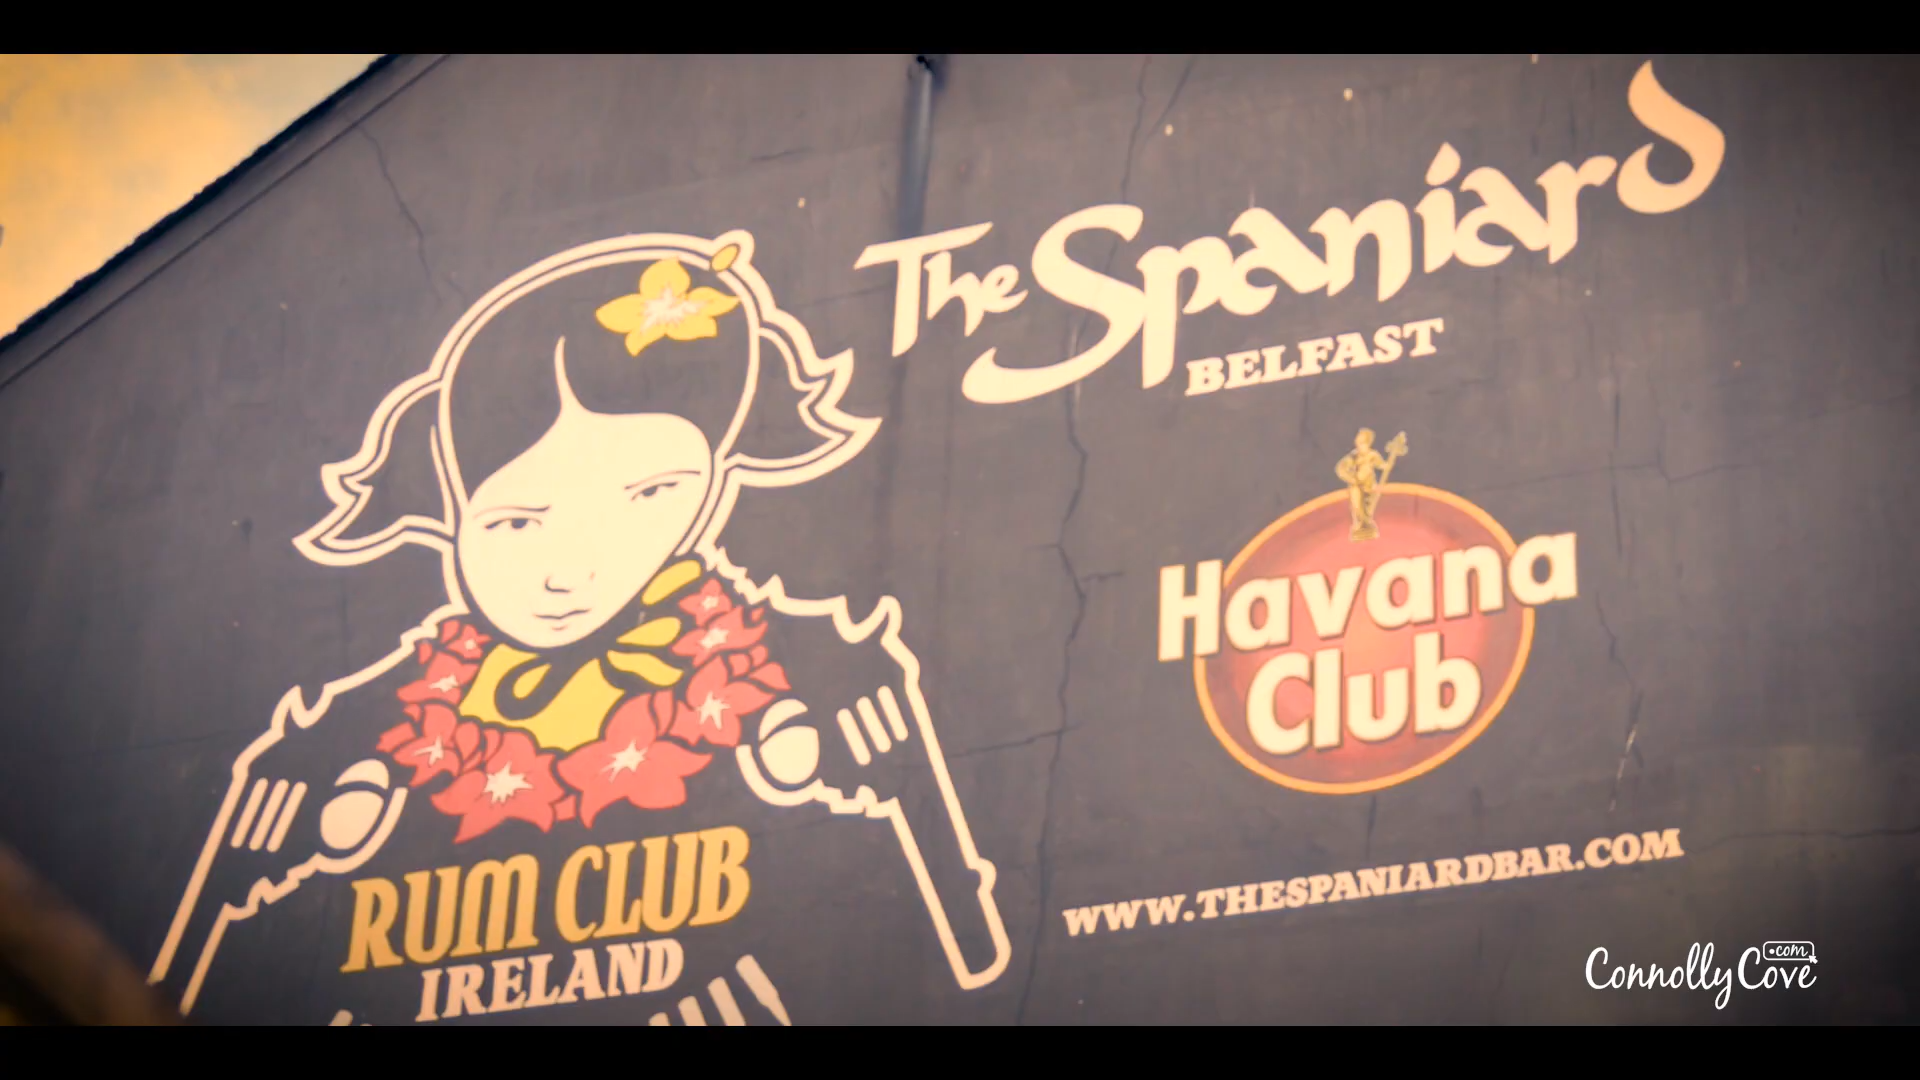 The Spaniard
BELFAST
Havana
Club
RUM CLUB
IRELAND
WWW.THESPANIARDBAR.COM
ConnollyCove
.com